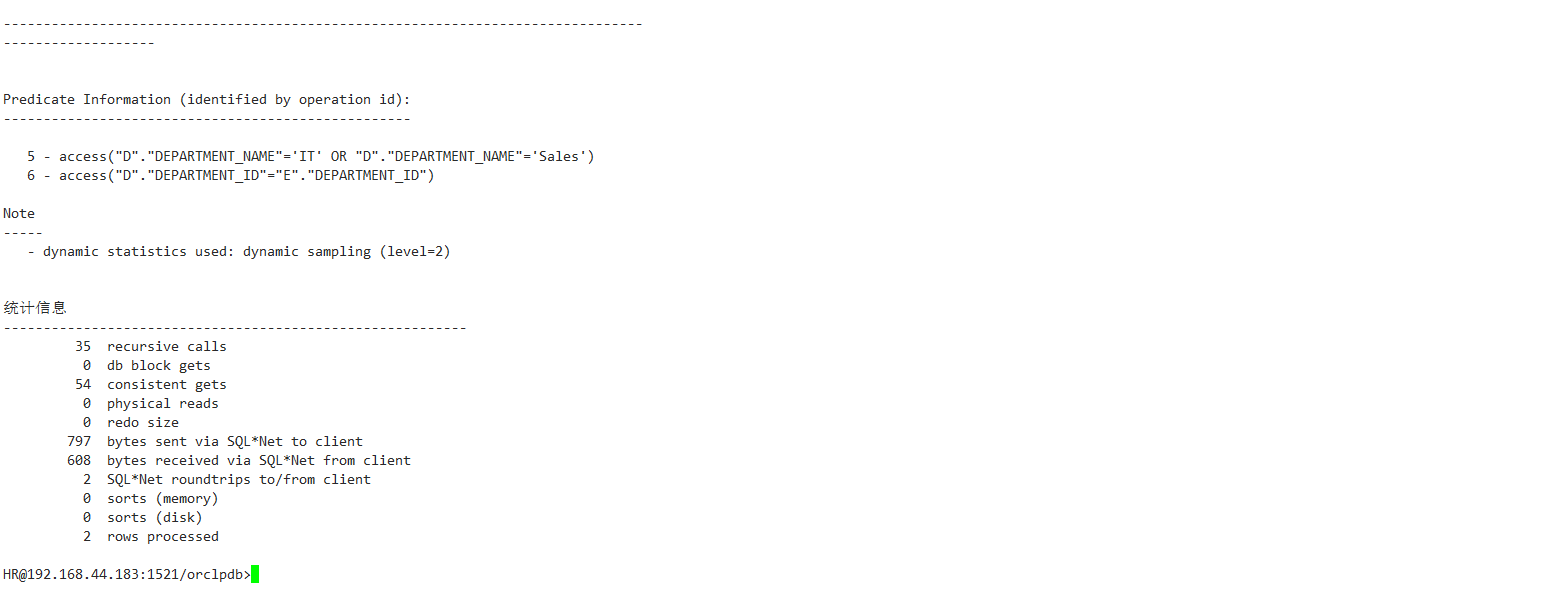 --------------------------------------------------------------------------------
-------------------
Predicate Information (identified by operation id):
---------------------------------------------------
   5 - access("D"."DEPARTMENT_NAME"='IT' OR "D"."DEPARTMENT_NAME"='Sales')
   6 - access("D"."DEPARTMENT_ID"="E"."DEPARTMENT_ID")
Note
-----
   - dynamic statistics used: dynamic sampling (level=2)
统计信息
----------------------------------------------------------
         35  recursive calls
          0  db block gets
         54  consistent gets
          0  physical reads
          0  redo size
        797  bytes sent via SQL*Net to client
        608  bytes received via SQL*Net from client
          2  SQL*Net roundtrips to/from client
          0  sorts (memory)
          0  sorts (disk)
          2  rows processed
HR@192.168.44.183:1521/orclpdb>